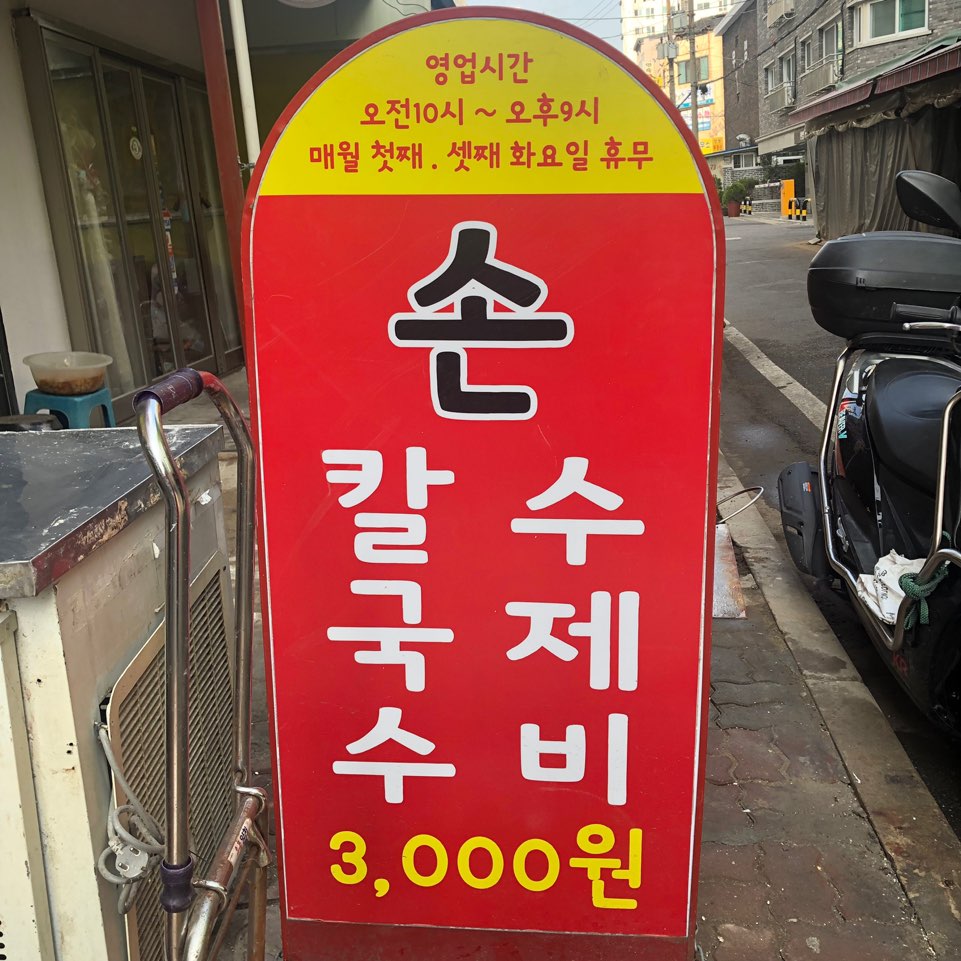 영업시간
오전10시 ~ 오후9시
매월 첫째 . 셋째 화요일 휴무
손
칼국수
수제비
3,000원